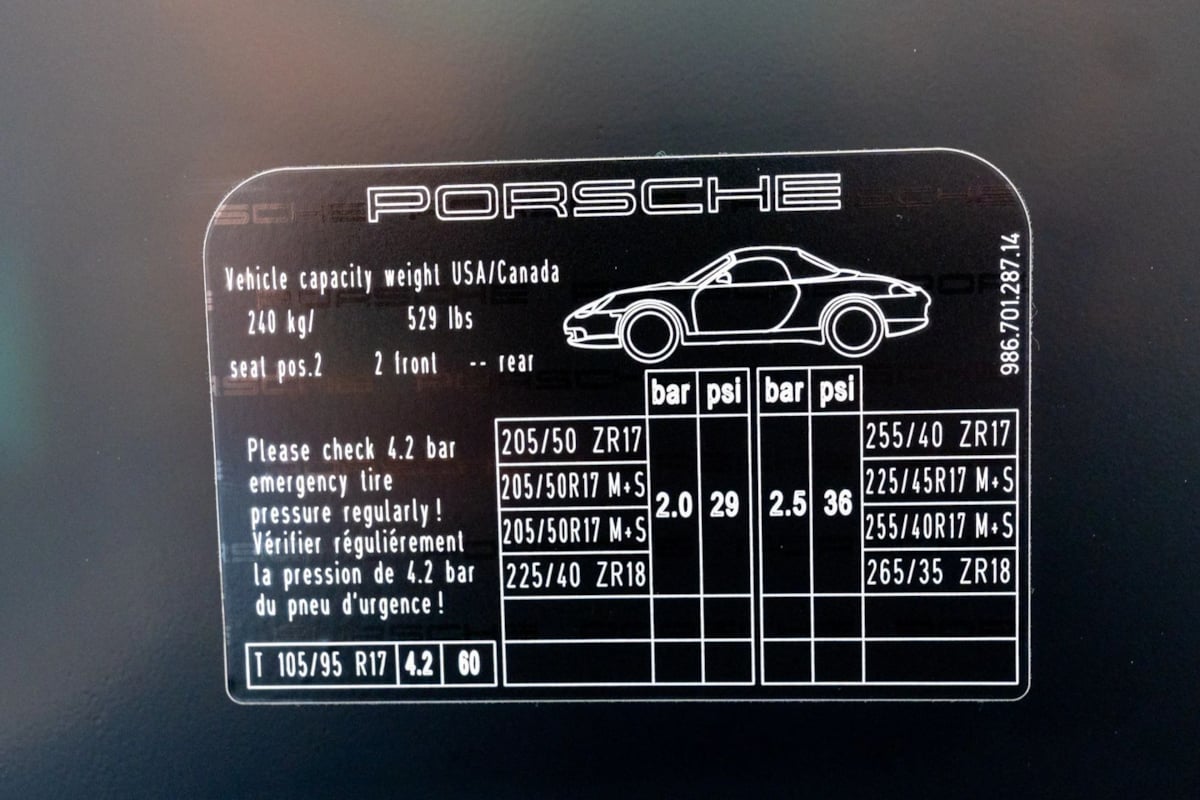 PORSCHE
Vehicle capacity weight USA/Canada
240 kg/ 529 lbs
seat pos.2 2 front -- rear
986.701.287.14
Please check 4.2 bar
emergency tire
pressure regularly!
Vérifier réguliérement
la pression de 4.2 bar
du pneu d'urgence!
T 105/95 R17 4.2 60
bar psi bar psi
205/50 ZR17 255/40 ZR17
205/50R17 M+S 225/45R17 M+S
2.0 29 2.5 36
205/50R17 M+S 255/40R17 M+S
225/40 ZR18 265/35 ZR18